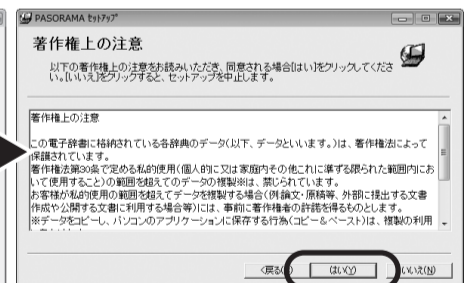 PASORAMA セットアップ
著作権上の注意
以下の著作権上の注意をお読みいただき、同意される場合[はい]をクリックしてくださ
い。[いいえ]をクリックすると、セットアップを中止します。
著作権上の注意
この電子辞書に格納されている各辞典のデータ(以下、データといいます。)は、著作権法によって
保護されています。
著作権法第30条で定める私的使用(個人的に又は家庭内その他これに準ずる限られた範囲内にお
いて使用すること)の範囲を超えてのデータの複製※は、禁じられています。
お客様が私的使用の範囲を超えてデータを複製する場合(例:論文・原稿等、外部に提出する文書
作成や公開する文書に利用する場合等)には、事前に著作権者の許諾を得るものとします。
※データをコピーし、パソコンのアプリケーションに保存する行為(コピー&ペースト)は、複製の利用
<戻る(B) はい(Y) いいえ(N)